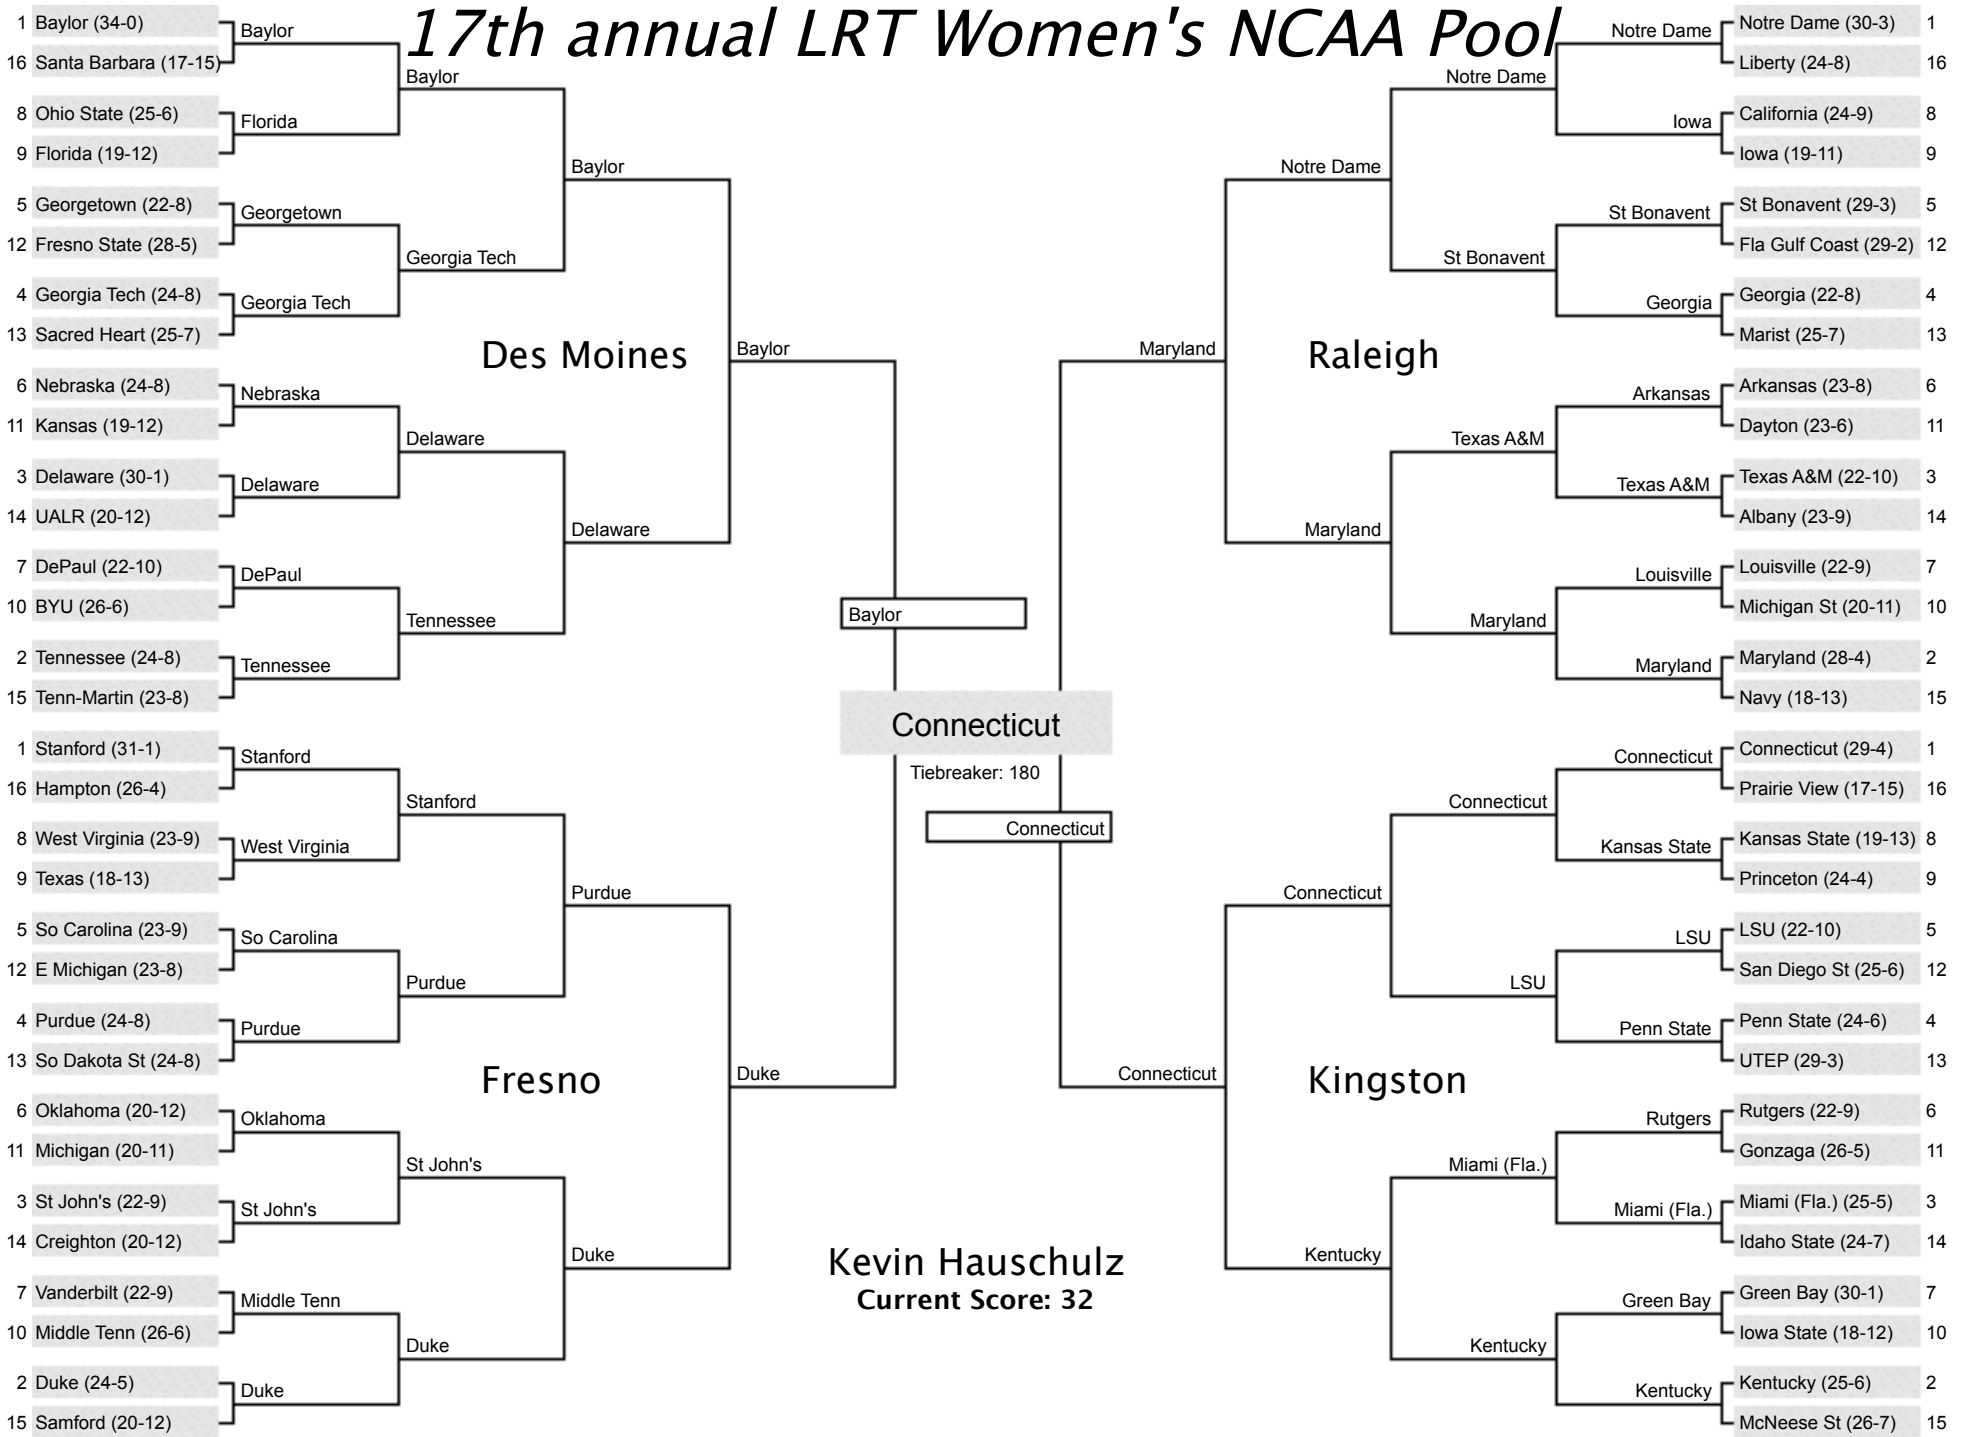 17th annual LRT Women's NCAA Pool
1 Baylor (34-0)
16 Santa Barbara (17-15)
8 Ohio State (25-6)
9 Florida (19-12)
5 Georgetown (22-8)
12 Fresno State (28-5)
4 Georgia Tech (24-8)
13 Sacred Heart (25-7)
6 Nebraska (24-8)
11 Kansas (19-12)
3 Delaware (30-1)
14 UALR (20-12)
7 DePaul (22-10)
10 BYU (26-6)
2 Tennessee (24-8)
15 Tenn-Martin (23-8)
Baylor
Florida
Georgetown
Georgia Tech
Nebraska
Delaware
DePaul
Tennessee
Baylor
Georgia Tech
Delaware
Tennessee
Baylor
Delaware
Des Moines
Baylor
1 Stanford (31-1)
16 Hampton (26-4)
8 West Virginia (23-9)
9 Texas (18-13)
5 So Carolina (23-9)
12 E Michigan (23-8)
4 Purdue (24-8)
13 So Dakota St (24-8)
6 Oklahoma (20-12)
11 Michigan (20-11)
3 St John's (22-9)
14 Creighton (20-12)
7 Vanderbilt (22-9)
10 Middle Tenn (26-6)
2 Duke (24-5)
15 Samford (20-12)
Stanford
West Virginia
So Carolina
Purdue
Oklahoma
St John's
Middle Tenn
Duke
Stanford
Purdue
St John's
Duke
Purdue
Duke
Fresno
Duke
Baylor
Connecticut
Tiebreaker: 180
Connecticut
Kevin Hauschulz
Current Score: 32
Maryland
Raleigh
Notre Dame
Maryland
Notre Dame
St Bonavent
Texas A&M
Maryland
Notre Dame
Iowa
St Bonavent
Georgia
Arkansas
Texas A&M
Louisville
Maryland
Notre Dame (30-3) 1
Liberty (24-8) 16
California (24-9) 8
Iowa (19-11) 9
St Bonavent (29-3) 5
Fla Gulf Coast (29-2) 12
Georgia (22-8) 4
Marist (25-7) 13
Arkansas (23-8) 6
Dayton (23-6) 11
Texas A&M (22-10) 3
Albany (23-9) 14
Louisville (22-9) 7
Michigan St (20-11) 10
Maryland (28-4) 2
Navy (18-13) 15
Connecticut
Kingston
Connecticut
Kentucky
Connecticut
LSU
Miami (Fla.)
Kentucky
Connecticut
Kansas State
LSU
Penn State
Rutgers
Miami (Fla.)
Green Bay
Kentucky
Connecticut (29-4) 1
Prairie View (17-15) 16
Kansas State (19-13) 8
Princeton (24-4) 9
LSU (22-10) 5
San Diego St (25-6) 12
Penn State (24-6) 4
UTEP (29-3) 13
Rutgers (22-9) 6
Gonzaga (26-5) 11
Miami (Fla.) (25-5) 3
Idaho State (24-7) 14
Green Bay (30-1) 7
Iowa State (18-12) 10
Kentucky (25-6) 2
McNeese St (26-7) 15